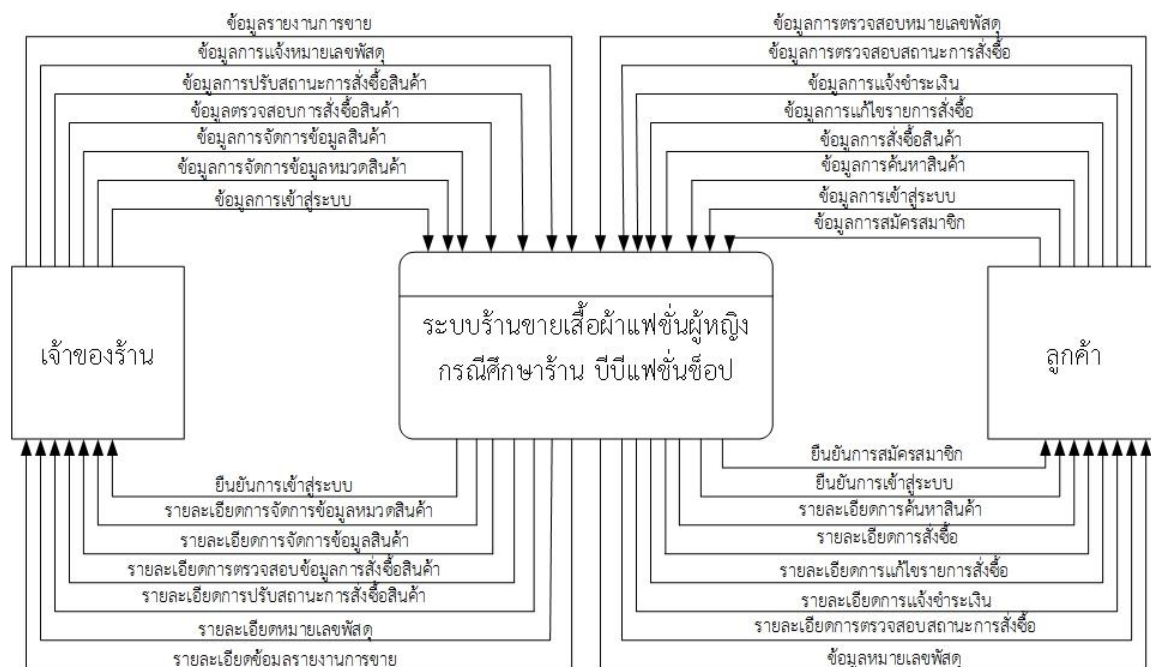 ข้อมูลรายงานการขาย
ข้อมูลการแจ้งหมายเลขพัสดุ
ข้อมูลการปรับสถานะการสั่งซื้อสินค้า
ข้อมูลตรวจสอบการสั่งซื้อสินค้า
ข้อมูลการจัดการข้อมูลสินค้า
ข้อมูลการจัดการข้อมูลหมวดสินค้า
ข้อมูลการเข้าสู่ระบบ
ข้อมูลการตรวจสอบหมายเลขพัสดุ
ข้อมูลการตรวจสอบสถานะการสั่งซื้อ
ข้อมูลการแจ้งชำระเงิน
ข้อมูลการแก้ไขรายการสั่งซื้อ
ข้อมูลการสั่งซื้อสินค้า
ข้อมูลการค้นหาสินค้า
ข้อมูลการเข้าสู่ระบบ
ข้อมูลการสมัครสมาชิก
เจ้าของร้าน
ระบบร้านขายเสื้อผ้าแฟชั่นผู้หญิง
กรณีศึกษาร้าน บีบีแฟชั่นช็อป
ลูกค้า
ยืนยันการเข้าสู่ระบบ
รายละเอียดการจัดการข้อมูลหมวดสินค้า
รายละเอียดการจัดการข้อมูลสินค้า
รายละเอียดการตรวจสอบข้อมูลการสั่งซื้อสินค้า
รายละเอียดการปรับสถานะการสั่งซื้อสินค้า
รายละเอียดหมายเลขพัสดุ
รายละเอียดข้อมูลรายงานการขาย
ยืนยันการสมัครสมาชิก
ยืนยันการเข้าสู่ระบบ
รายละเอียดการค้นหาสินค้า
รายละเอียดการสั่งซื้อ
รายละเอียดการแก้ไขรายการสั่งซื้อ
รายละเอียดการแจ้งชำระเงิน
รายละเอียดการตรวจสอบสถานะการสั่งซื้อ
ข้อมูลหมายเลขพัสดุ